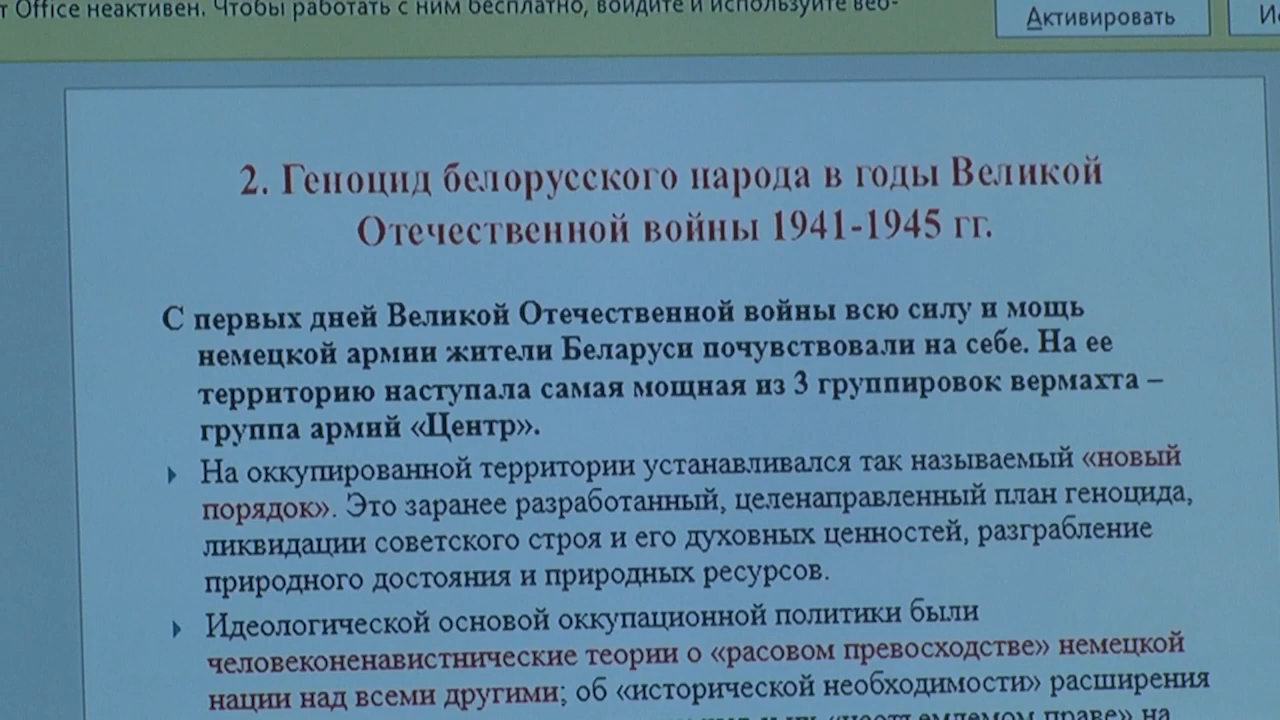 Office неактивен. Чтобы работать с ним бесплатно, войдите и используйте веб-
Активировать
2. Геноцид белорусского народа в годы Великой
Отечественной войны 1941-1945 гг.
С первых дней Великой Отечественной войны всю силу и мощь
немецкой армии жители Беларуси почувствовали на себе. На ее
территорию наступала самая мощная из 3 группировок вермахта –
группа армий «Центр».
На оккупированной территории устанавливался так называемый «новый
порядок». Это заранее разработанный, целенаправленный план геноцида,
ликвидации советского строя и его духовных ценностей, разграбление
природного достояния и природных ресурсов.
Идеологической основой оккупационной политики были
человеконенавистнические теории о «расовом превосходстве» немецкой
нации над всеми другими; об «исторической необходимости» расширения
«неотъемлемом праве» на